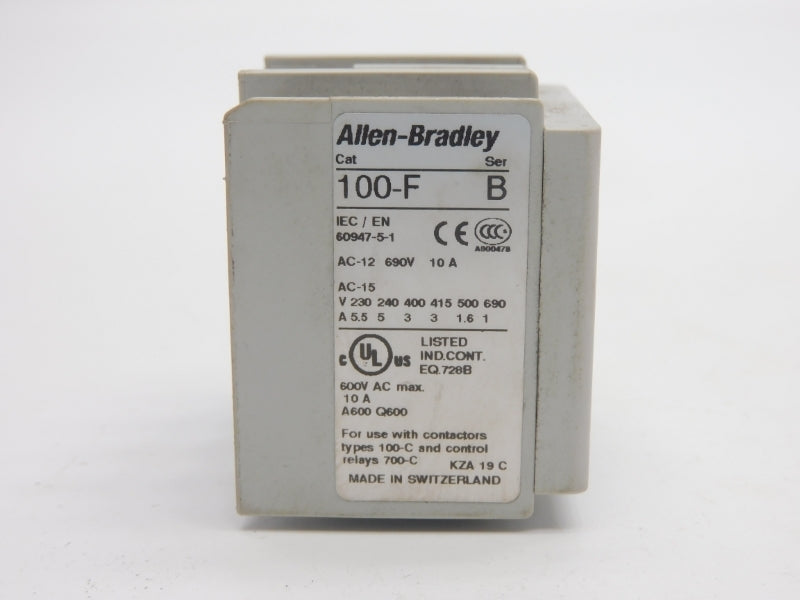 Allen-Bradley
Cat Ser
100-F B
IEC / EN
60947-5-1
CE CCC
A900478
AC-12 690V 10 A
AC-15
V 230 240 400 415 500 690
A 5.5 5 3 3 1.6 1
c UL us
LISTED
IND.CONT.
EQ.728B
600V AC max.
10 A
A600 Q600
For use with contactors
types 100-C and control
relays 700-C KZA 19 C
MADE IN SWITZERLAND